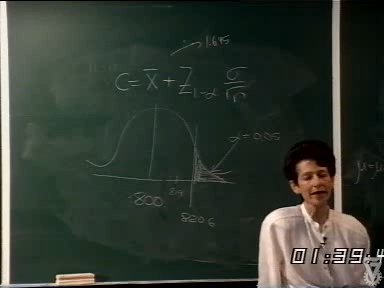 1.645
C = X̄ + Z₁₋α σ/√n
α = 0.05
800
820.6
01:39:4